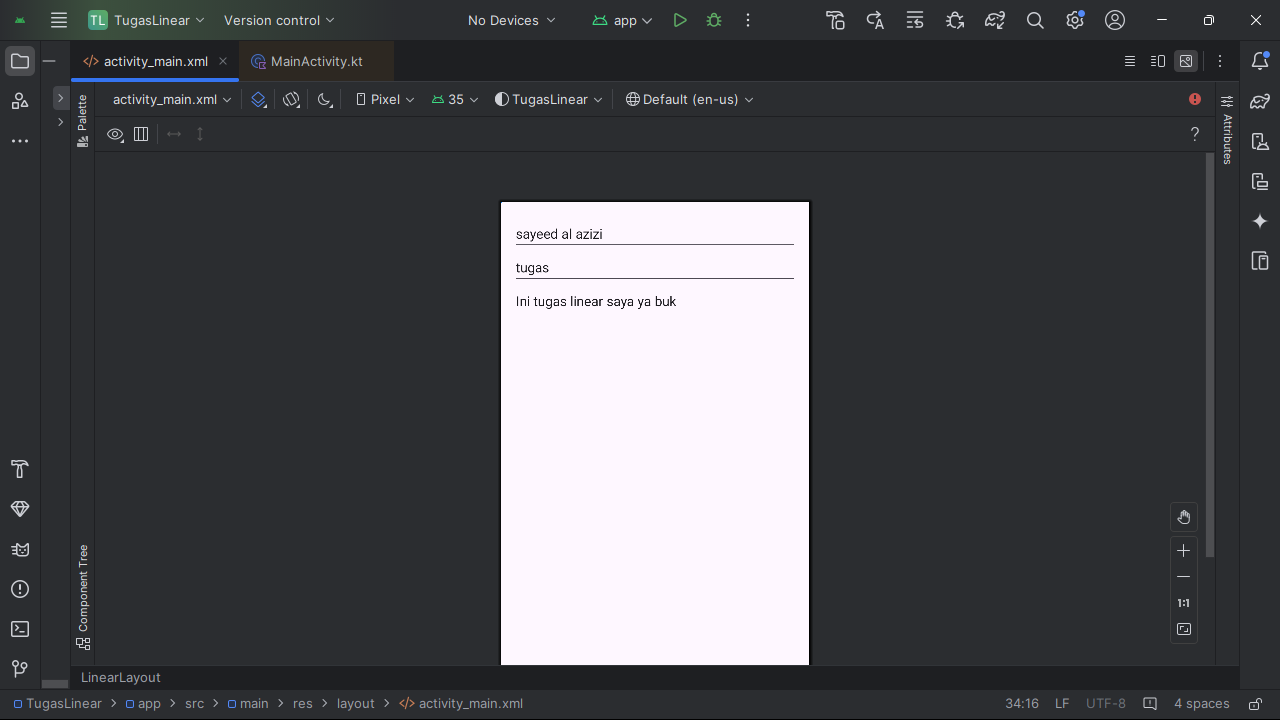 TL TugasLinear Version control No Devices app
activity_main.xml MainActivity.kt
activity_main.xml Pixel 35 TugasLinear Default (en-us)
Palette
Attributes
?
sayeed al azizi
tugas
Ini tugas linear saya ya buk
1:1
Component Tree
LinearLayout
TugasLinear > app > src > main > res > layout > activity_main.xml 34:16 LF UTF-8 4 spaces